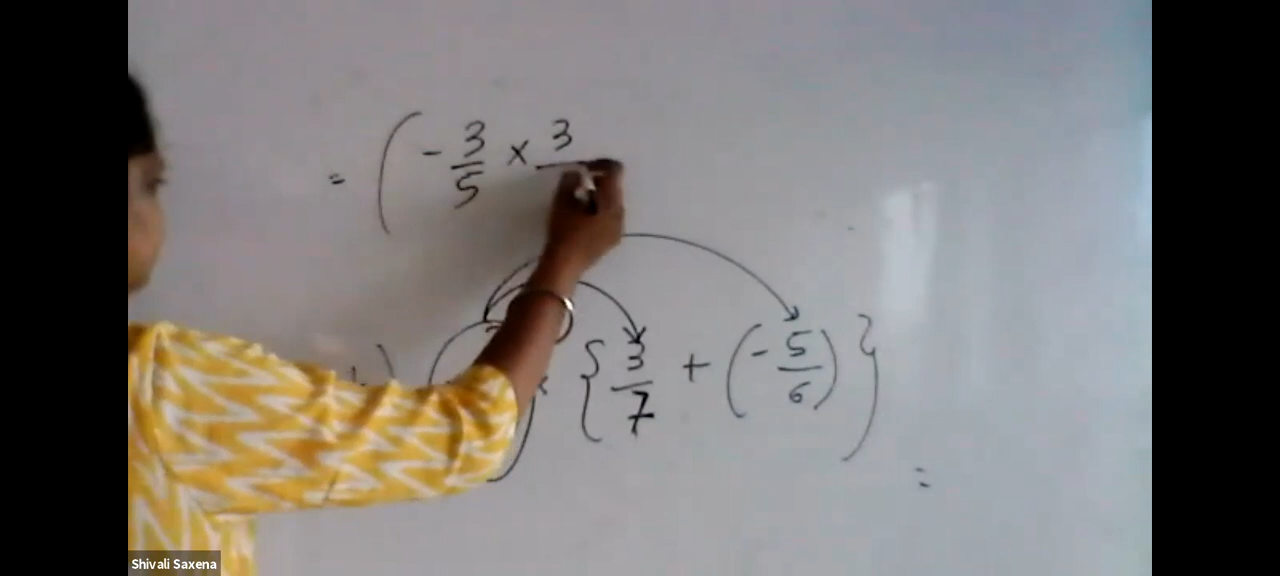 = ( - 3/5 × 3
{ 3/7 + ( - 5/6 ) }
=
Shivali Saxena